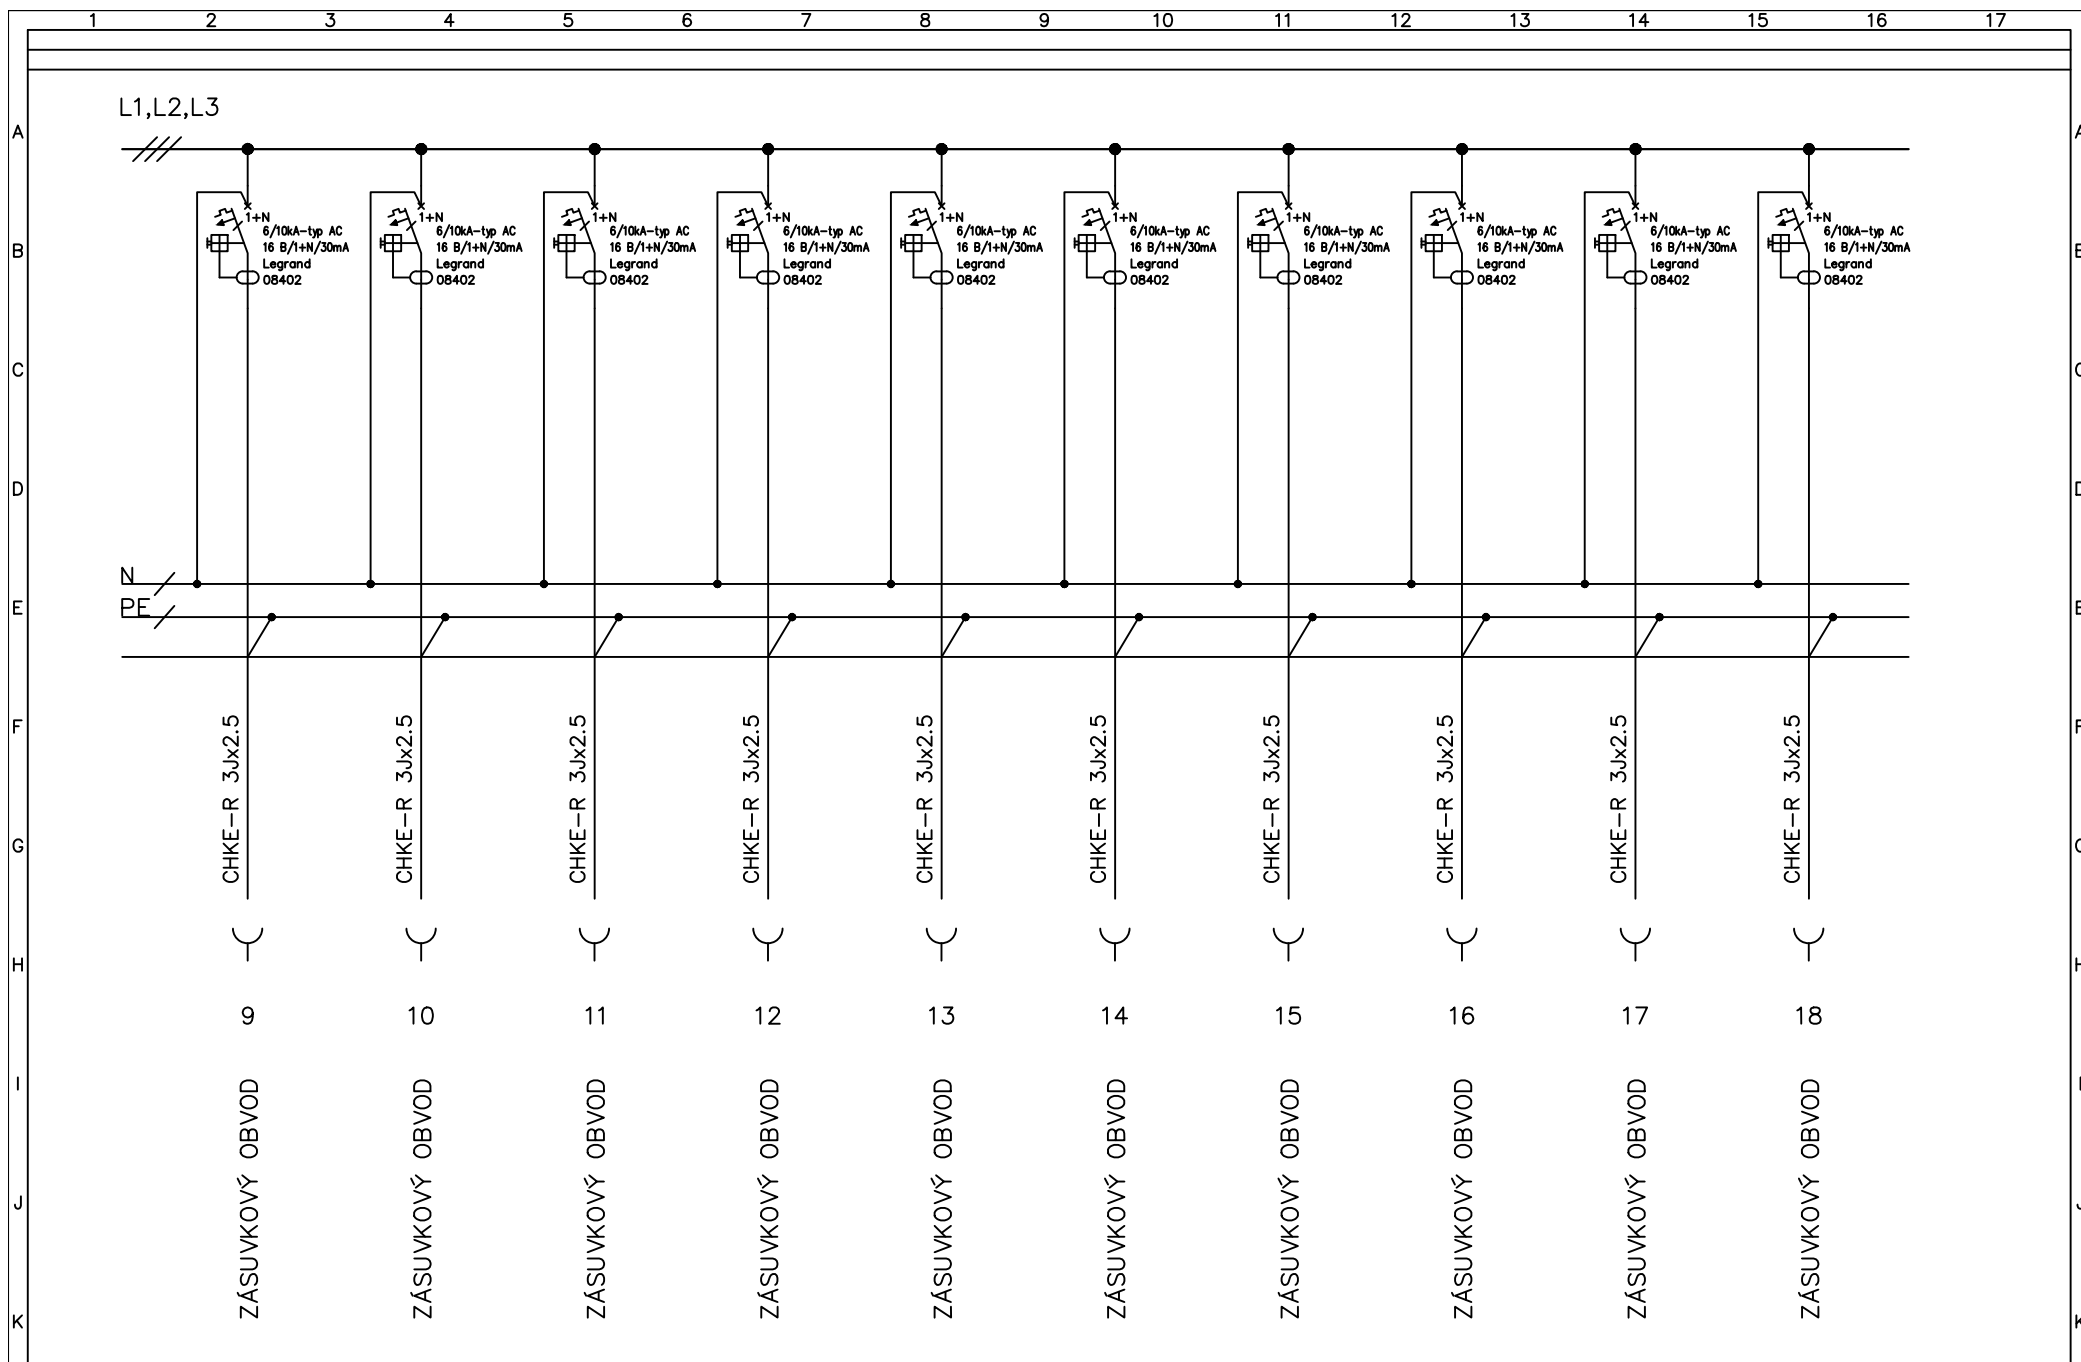 1 2 3 4 5 6 7 8 9 10 11 12 13 14 15 16 17
L1,L2,L3
A A
1+N 1+N 1+N 1+N 1+N 1+N 1+N 1+N 1+N 1+N
6/10kA-typ AC 6/10kA-typ AC 6/10kA-typ AC 6/10kA-typ AC 6/10kA-typ AC 6/10kA-typ AC 6/10kA-typ AC 6/10kA-typ AC 6/10kA-typ AC 6/10kA-typ AC
16 B/1+N/30mA 16 B/1+N/30mA 16 B/1+N/30mA 16 B/1+N/30mA 16 B/1+N/30mA 16 B/1+N/30mA 16 B/1+N/30mA 16 B/1+N/30mA 16 B/1+N/30mA 16 B/1+N/30mA
B B
Legrand Legrand Legrand Legrand Legrand Legrand Legrand Legrand Legrand Legrand
08402 08402 08402 08402 08402 08402 08402 08402 08402 08402
C C
D D
N
E E
PE
F F
CHKE-R 3Jx2.5 CHKE-R 3Jx2.5 CHKE-R 3Jx2.5 CHKE-R 3Jx2.5 CHKE-R 3Jx2.5 CHKE-R 3Jx2.5 CHKE-R 3Jx2.5 CHKE-R 3Jx2.5 CHKE-R 3Jx2.5 CHKE-R 3Jx2.5
G G
H H
9 10 11 12 13 14 15 16 17 18
I I
ZÁSUVKOVÝ OBVOD ZÁSUVKOVÝ OBVOD ZÁSUVKOVÝ OBVOD ZÁSUVKOVÝ OBVOD ZÁSUVKOVÝ OBVOD ZÁSUVKOVÝ OBVOD ZÁSUVKOVÝ OBVOD ZÁSUVKOVÝ OBVOD ZÁSUVKOVÝ OBVOD ZÁSUVKOVÝ OBVOD
J J
K K